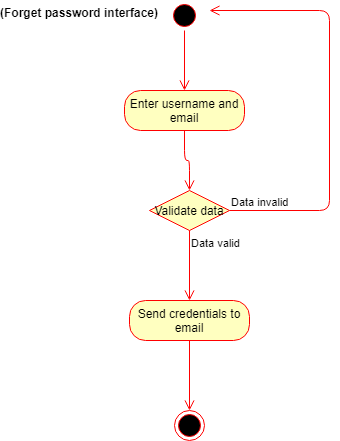 (Forget password interface)
Enter username and
email
Validate data
Data invalid
Data valid
Send credentials to
email